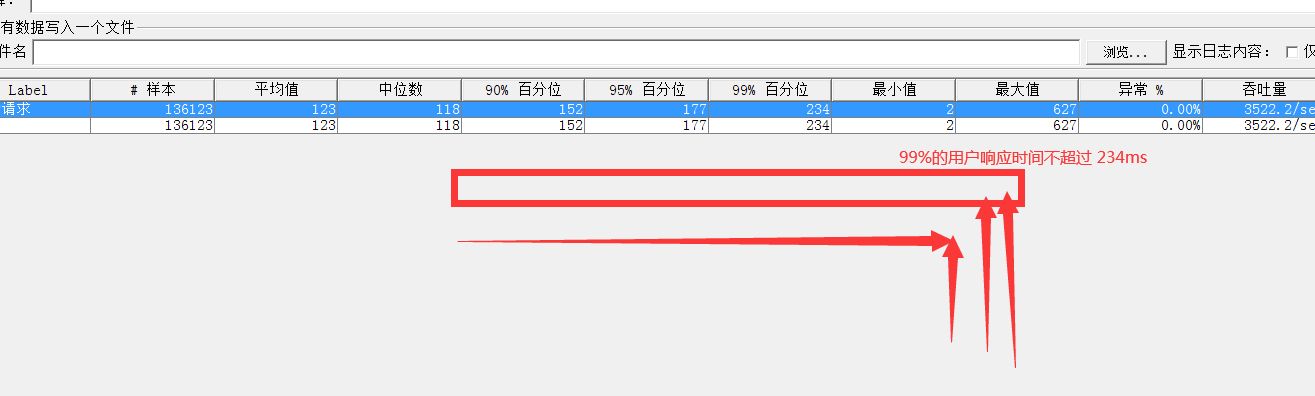 有数据写入一个文件
件名 浏览... 显示日志内容： 仅
Label # 样本 平均值 中位数 90% 百分位 95% 百分位 99% 百分位 最小值 最大值 异常 % 吞吐量
请求 136123 123 118 152 177 234 2 627 0.00% 3522.2/se
136123 123 118 152 177 234 2 627 0.00% 3522.2/se
99%的用户响应时间不超过 234ms